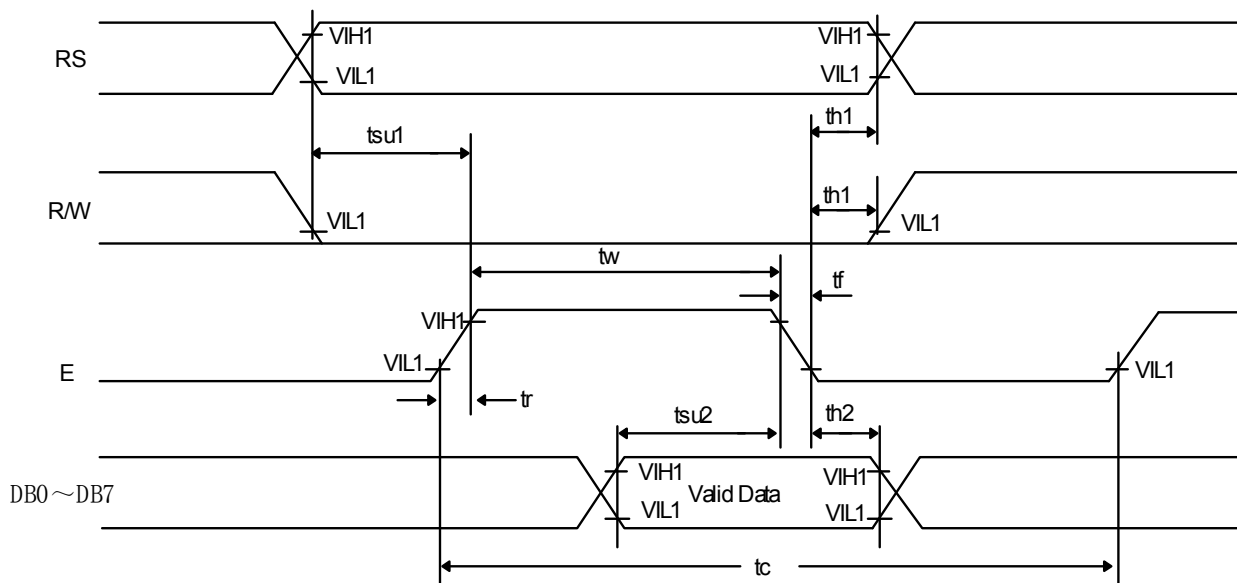 VIH1 VIH1
RS
VIL1 VIL1
th1
tsu1
th1
R/W
VIL1 VIL1
tw
tf
VIH1
VIL1 VIL1
E
tr
tsu2 th2
VIH1 VIH1
DB0～DB7 Valid Data
VIL1 VIL1
tc